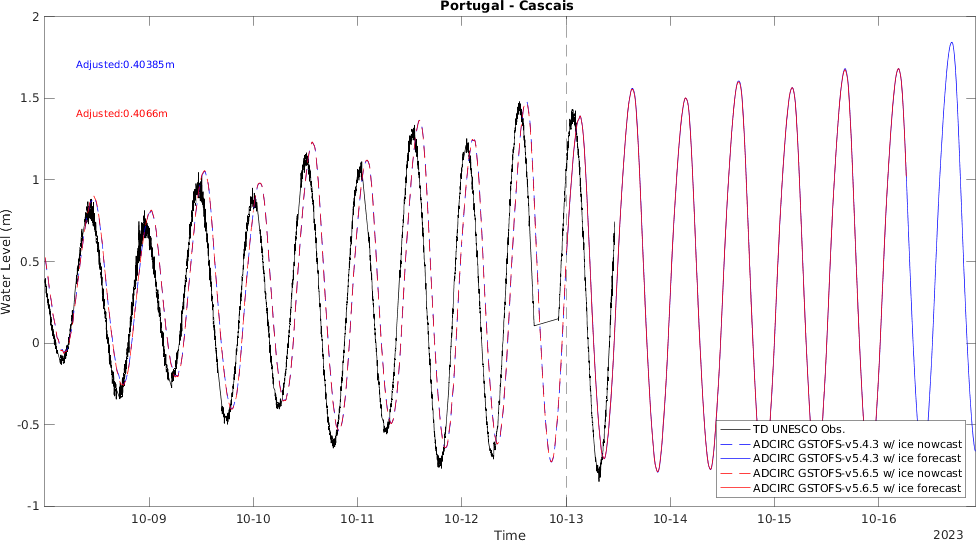 Portugal - Cascais
2
Adjusted:0.40385m
1.5
Adjusted:0.4066m
1
Water Level (m)
0.5
0
-0.5
-1
TD UNESCO Obs.
ADCIRC GSTOFS-v5.4.3 w/ ice nowcast
ADCIRC GSTOFS-v5.4.3 w/ ice forecast
ADCIRC GSTOFS-v5.6.5 w/ ice nowcast
ADCIRC GSTOFS-v5.6.5 w/ ice forecast
10-09 10-10 10-11 10-12 10-13 10-14 10-15 10-16
Time
2023